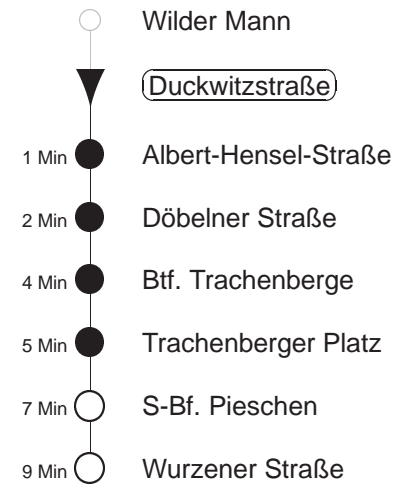 Wilder Mann
Duckwitzstraße
1 Min Albert-Hensel-Straße
2 Min Döbelner Straße
4 Min Btf. Trachenberge
5 Min Trachenberger Platz
7 Min S-Bf. Pieschen
9 Min Wurzener Straße